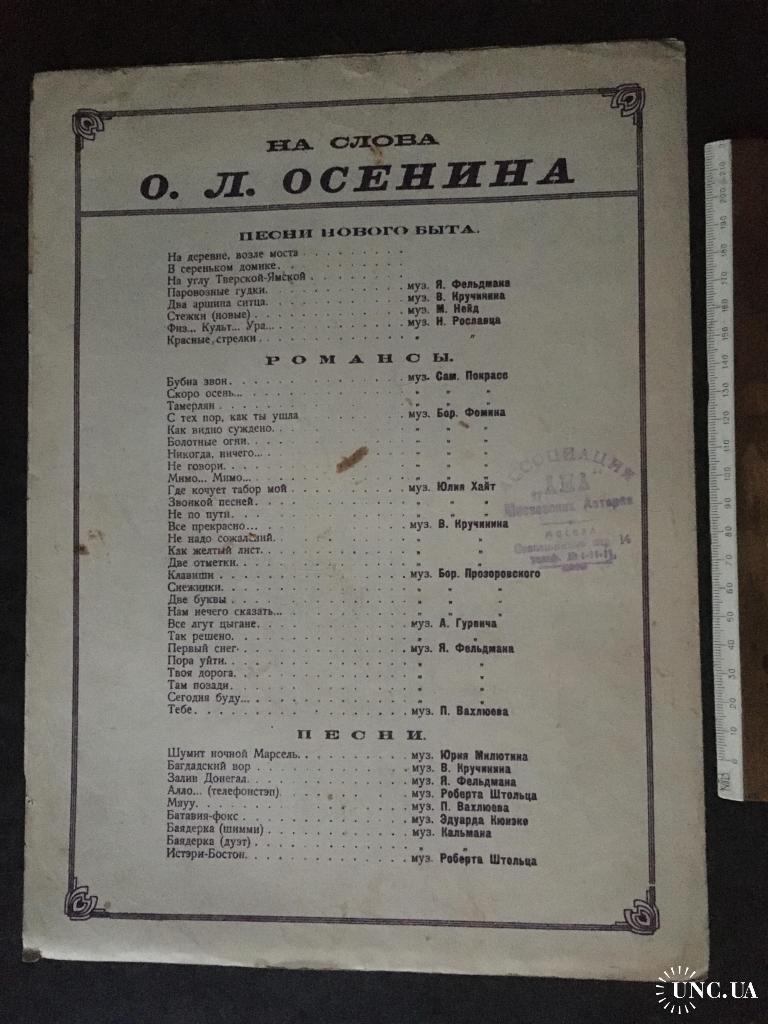 НА СЛОВА
О. Л. ОСЕНИНА
ПЕСНИ НОВОГО БЫТА.
На деревне, возле моста
В сереньком домике.
На углу Тверской-Ямской
Паровозные гудки. муз. Я. Фельдмана
Два аршина ситца. муз. В. Кручинина
Стежки (новые) муз. М. Нейд
Физ... Культ... Ура... муз. Н. Рославца
Красные стрелки „ „
РОМАНСЫ.
Бубна звон. муз. Сам. Покрасс
Скоро осень... „ „ „
Тамерлан „ „ „
С тех пор, как ты ушла муз. Бор. Фомина
Как видно суждено. „ „ „
Болотные огни. „ „ „
Никогда, ничего... „ „ „
Не говори. „ „ „
Мимо... Мимо... „ „ „
Где кочует табор мой муз. Юлия Хайт
Звонкой песней. „ „ „
Не по пути. „ „ „
Все прекрасно... муз. В. Кручинина
Не надо сожалений. „ „
Как желтый лист. „ „
Две отметки. „ „
Клавиши муз. Бор. Прозоровского
Снежинки. „ „ „
Две буквы „ „ „
Нам нечего сказать... „ „ „
Все лгут цыгане. муз. А. Гурвича
Так решено. „ „
Первый снег. муз. Я. Фельдмана
Пора уйти. „ „
Твоя дорога. „ „
Там позади. „ „
Сегодня буду... „ „
Тебе. муз. П. Вахлюева
ПЕСНИ.
Шумит ночной Марсель. муз. Юрия Милютина
Багдадский вор муз. В. Кручинина
Залив Донегал. муз. Я. Фельдмана
Алло... (телефонстэп) муз. Роберта Штольца
Мяуу. муз. П. Вахлюева
Батавия-фокс муз. Эдуарда Кюнэке
Баядерка (шимми) муз. Кальмана
Баядерка (дуэт) „ „
Истэри-Бостон. муз. Роберта Штольца
АССОЦИАЦИЯ
АМА
Московских Авторов
МОСКВА
UNC.UA